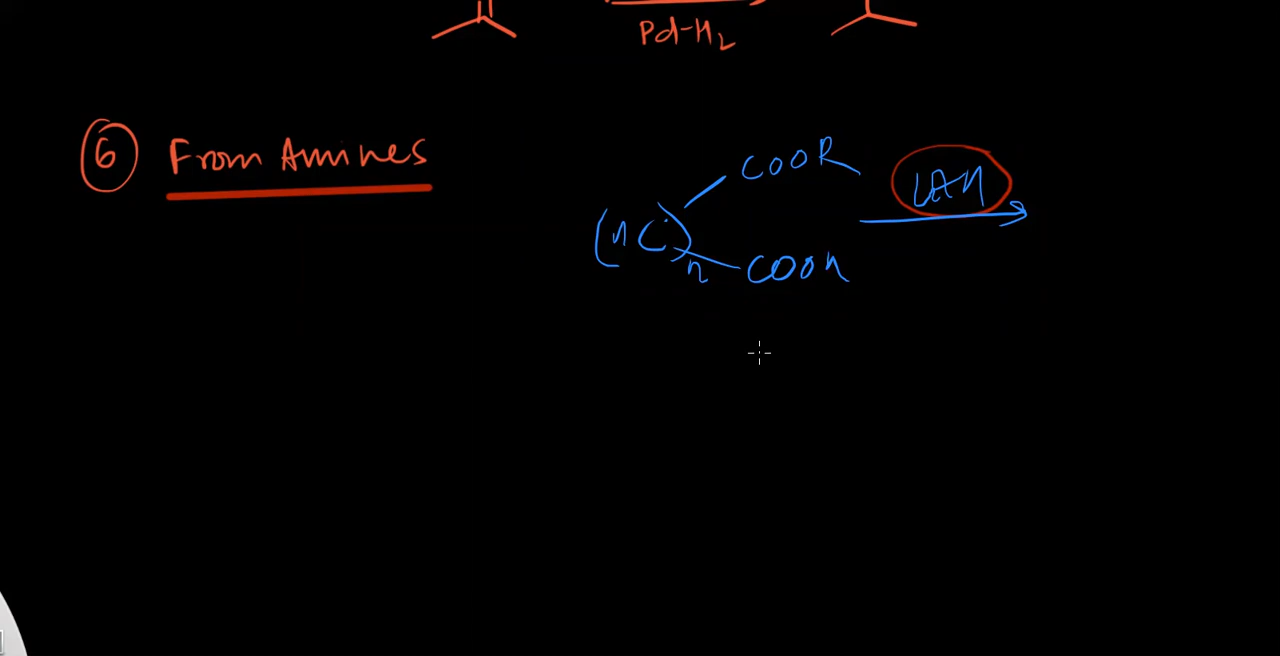 Pd-H2
6 From Amines
COOR
LAH
(HC)n
COOH